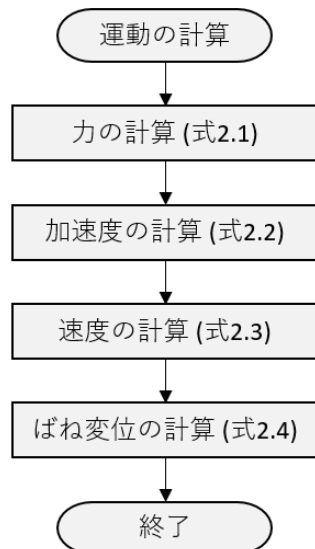 運動の計算
力の計算 (式2.1)
加速度の計算 (式2.2)
速度の計算 (式2.3)
ばね変位の計算 (式2.4)
終了